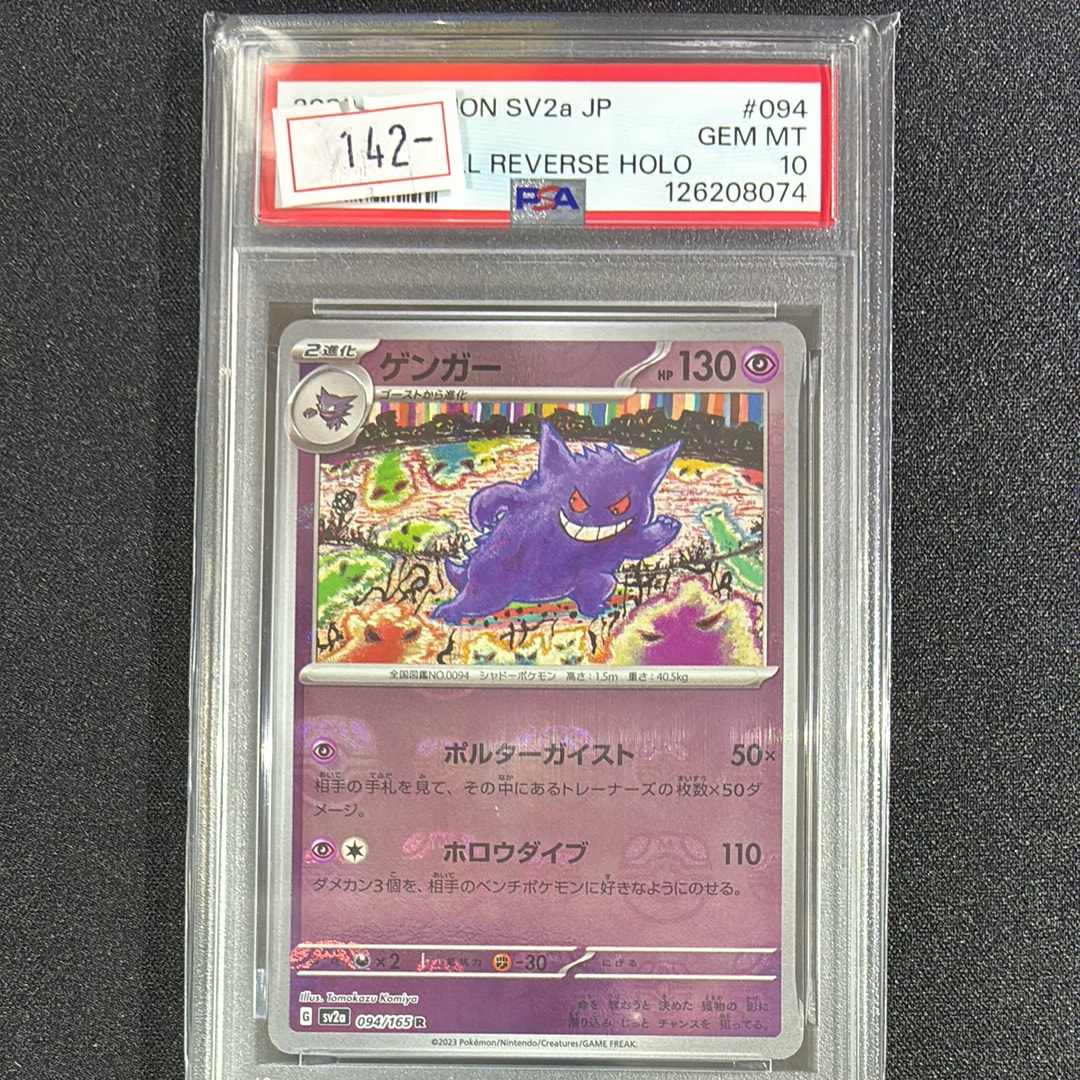 ON SV2a JP #094
142-
GEM MT
REVERSE HOLO 10
PSA
126208074
2進化
ゲンガー
HP 130
ゴーストから進化
全国図鑑NO.0094 シャドーポケモン 高さ:1.5m 重さ:40.5kg
ポルターガイスト 50×
相手の手札を見て、その中にあるトレーナーズの枚数×50ダ
メージ。
ホロウダイブ 110
ダメカン3個を、相手のベンチポケモンに好きなようにのせる。
×2 抵抗力 -30 にげる
Illus. Tomokazu Komiya
命を奪おうと 決めた 獲物の 影に
G sv2a 094/165 R
潜り込み じっと チャンスを 狙ってる。
©2023 Pokémon/Nintendo/Creatures/GAME FREAK.